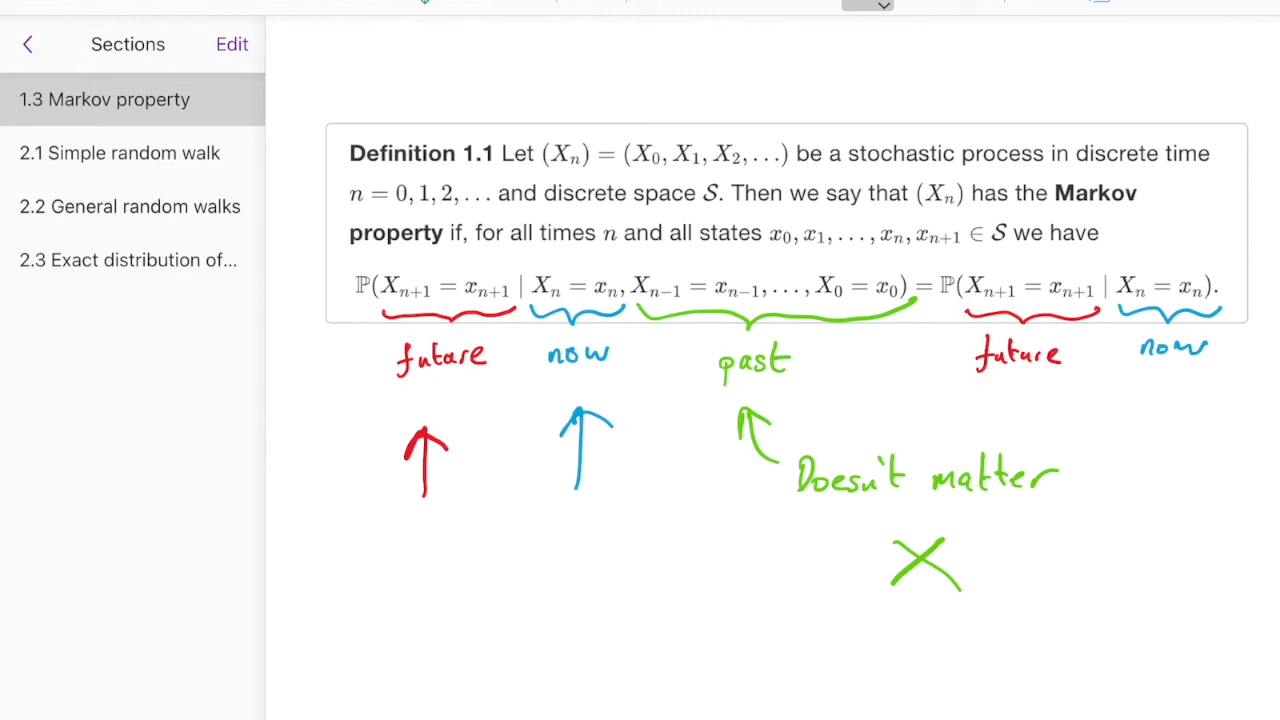 Sections
Edit
1.3 Markov property
2.1 Simple random walk
2.2 General random walks
2.3 Exact distribution of...
Definition 1.1 Let (Xₙ) = (X₀, X₁, X₂, . . .) be a stochastic process in discrete time
n = 0, 1, 2, . . . and discrete space 𝒮. Then we say that (Xₙ) has the Markov
property if, for all times n and all states x₀, x₁, . . . , xₙ, xₙ₊₁ ∈ 𝒮 we have
ℙ(Xₙ₊₁ = xₙ₊₁ | Xₙ = xₙ, Xₙ₋₁ = xₙ₋₁, . . . , X₀ = x₀) = ℙ(Xₙ₊₁ = xₙ₊₁ | Xₙ = xₙ).
future now past future now
Doesn't matter